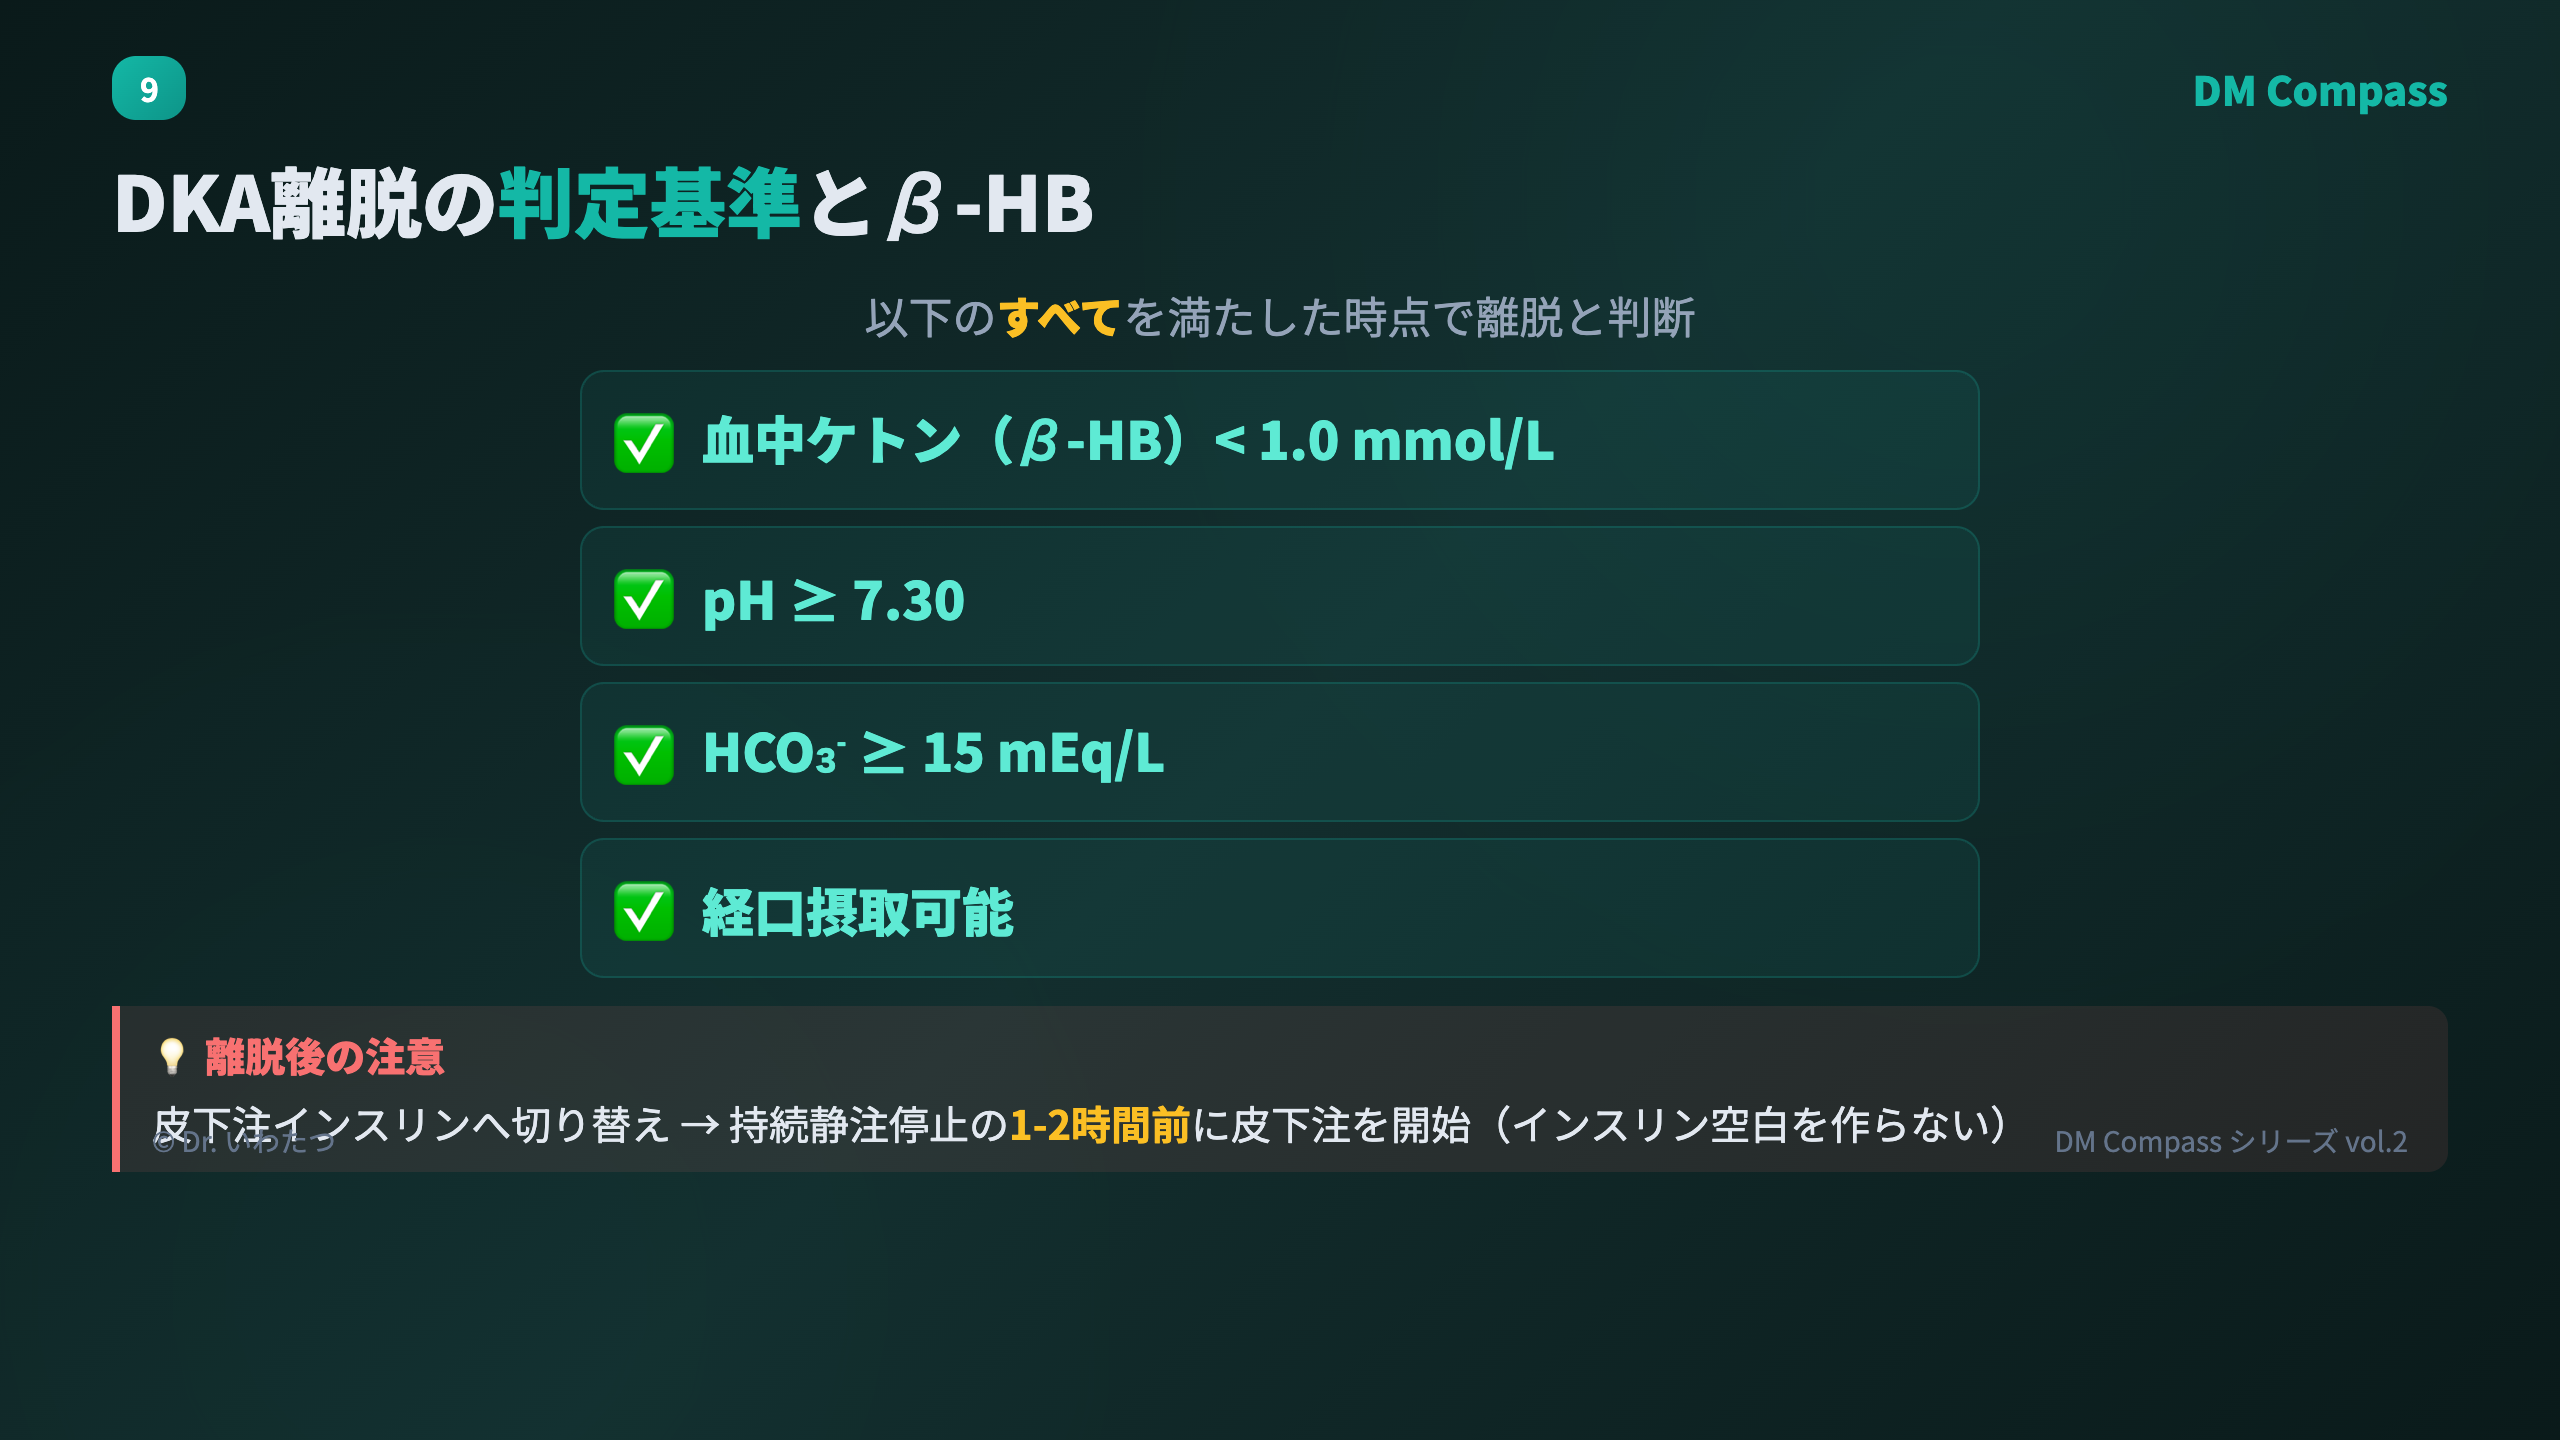 9
DM Compass
DKA離脱の判定基準とβ-HB
以下のすべてを満たした時点で離脱と判断
✅ 血中ケトン（β-HB）< 1.0 mmol/L
✅ pH ≥ 7.30
✅ HCO₃⁻ ≥ 15 mEq/L
✅ 経口摂取可能
💡 離脱後の注意
皮下注インスリンへ切り替え → 持続静注停止の1-2時間前に皮下注を開始（インスリン空白を作らない）
© Dr. いわたつ
DM Compass シリーズ vol.2